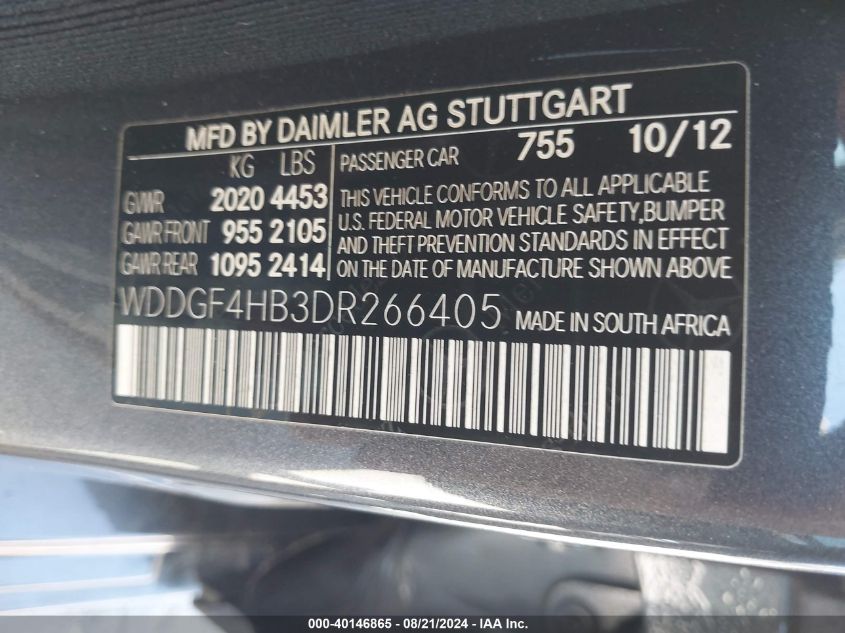 MFD BY DAIMLER AG STUTTGART
KG LBS
GVWR 2020 4453
GAWR FRONT 955 2105
GAWR REAR 1095 2414
PASSENGER CAR 755 10/12
THIS VEHICLE CONFORMS TO ALL APPLICABLE
U.S. FEDERAL MOTOR VEHICLE SAFETY,BUMPER
AND THEFT PREVENTION STANDARDS IN EFFECT
ON THE DATE OF MANUFACTURE SHOWN ABOVE
WDDGF4HB3DR266405 MADE IN SOUTH AFRICA
000-40146865 - 08/21/2024 - IAA Inc.